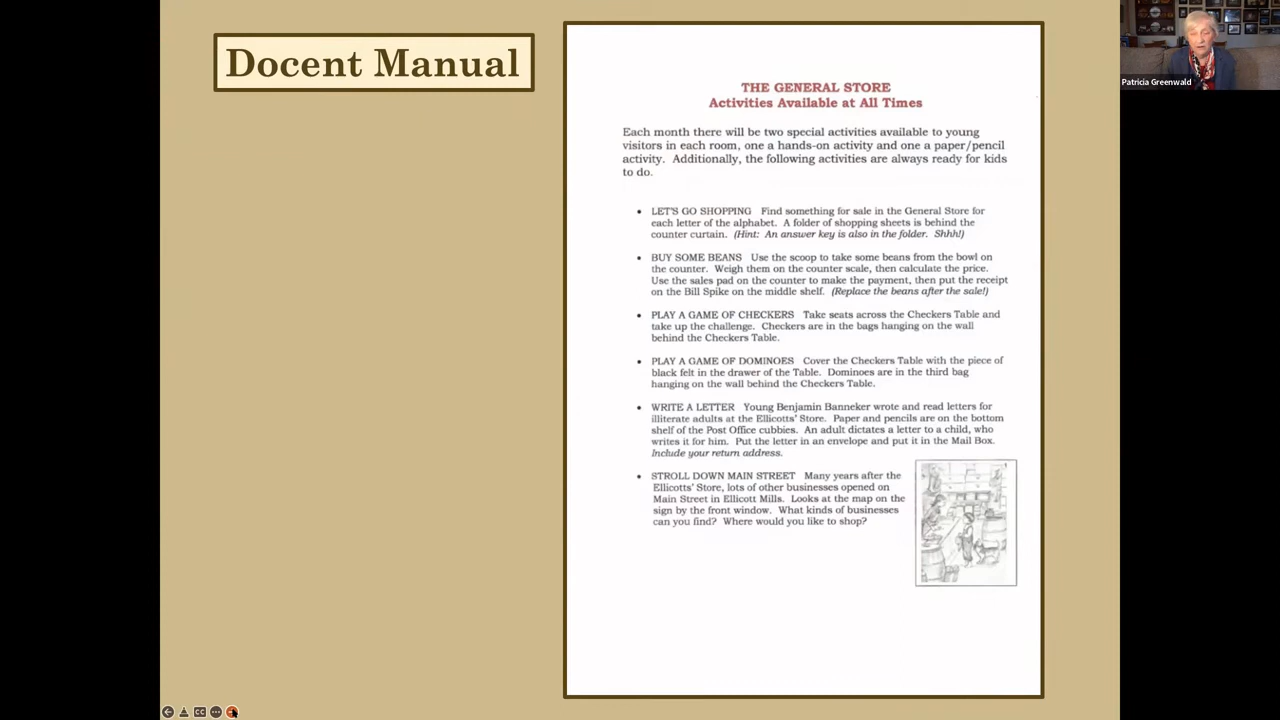 Docent Manual
THE GENERAL STORE
Activities Available at All Times
Each month there will be two special activities available to young
visitors in each room, one a hands-on activity and one a paper/pencil
activity. Additionally, the following activities are always ready for kids
to do.
• LET'S GO SHOPPING Find something for sale in the General Store for
each letter of the alphabet. A folder of shopping sheets is behind the
counter curtain. (Hint: An answer key is also in the folder. Shhh!)
• BUY SOME BEANS Use the scoop to take some beans from the bowl on
the counter. Weigh them on the counter scale, then calculate the price.
Use the sales pad on the counter to make the payment, then put the receipt
on the Bill Spike on the middle shelf. (Replace the beans after the sale!)
• PLAY A GAME OF CHECKERS Take seats across the Checkers Table and
take up the challenge. Checkers are in the bags hanging on the wall
behind the Checkers Table.
• PLAY A GAME OF DOMINOES Cover the Checkers Table with the piece of
black felt in the drawer of the Table. Dominoes are in the third bag
hanging on the wall behind the Checkers Table.
• WRITE A LETTER Young Benjamin Banneker wrote and read letters for
illiterate adults at the Ellicotts' Store. Paper and pencils are on the bottom
shelf of the Post Office cubbies. An adult dictates a letter to a child, who
writes it for him. Put the letter in an envelope and put it in the Mail Box.
Include your return address.
• STROLL DOWN MAIN STREET Many years after the
Ellicotts' Store, lots of other businesses opened on
Main Street in Ellicott Mills. Looks at the map on the
sign by the front window. What kinds of businesses
can you find? Where would you like to shop?
Patricia Greenwald
CC